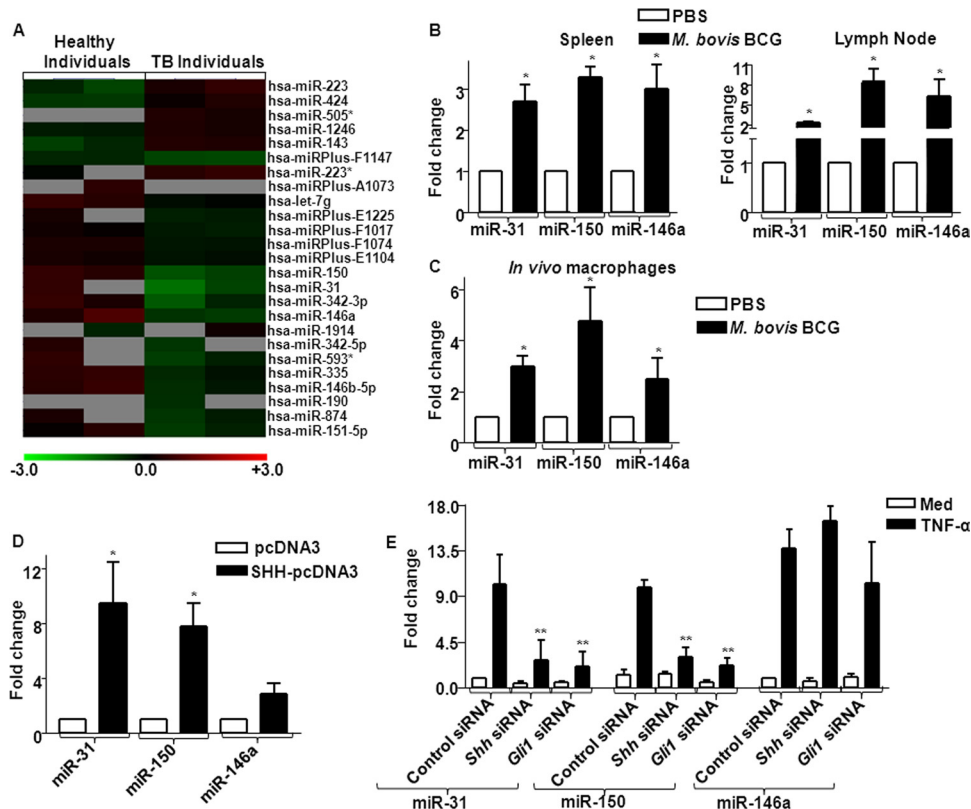 A
Healthy
Individuals
TB Individuals
hsa-miR-223
hsa-miR-424
hsa-miR-505*
hsa-miR-1246
hsa-miR-143
hsa-miRPlus-F1147
hsa-miR-223*
hsa-miRPlus-A1073
hsa-let-7g
hsa-miRPlus-E1225
hsa-miRPlus-F1017
hsa-miRPlus-F1074
hsa-miRPlus-E1104
hsa-miR-150
hsa-miR-31
hsa-miR-342-3p
hsa-miR-146a
hsa-miR-1914
hsa-miR-342-5p
hsa-miR-593*
hsa-miR-335
hsa-miR-146b-5p
hsa-miR-190
hsa-miR-874
hsa-miR-151-5p
-3.0 0.0 +3.0
B
PBS
M. bovis BCG
Spleen
Fold change
3
2
1
0
* * *
miR-31 miR-150 miR-146a
Lymph Node
Fold change
11
8
5
2
1
0
* * *
miR-31 miR-150 miR-146a
C
In vivo macrophages
PBS
M. bovis BCG
Fold change
6
4
2
0
* * *
miR-31 miR-150 miR-146a
D
pcDNA3
SHH-pcDNA3
Fold change
12
8
4
0
* *
miR-31 miR-150 miR-146a
E
Med
TNF-α
Fold change
18.0
13.5
9.0
4.5
0.0
** ** ** **
Control siRNA Shh siRNA Gli1 siRNA Control siRNA Shh siRNA Gli1 siRNA Control siRNA Shh siRNA Gli1 siRNA
miR-31 miR-150 miR-146a